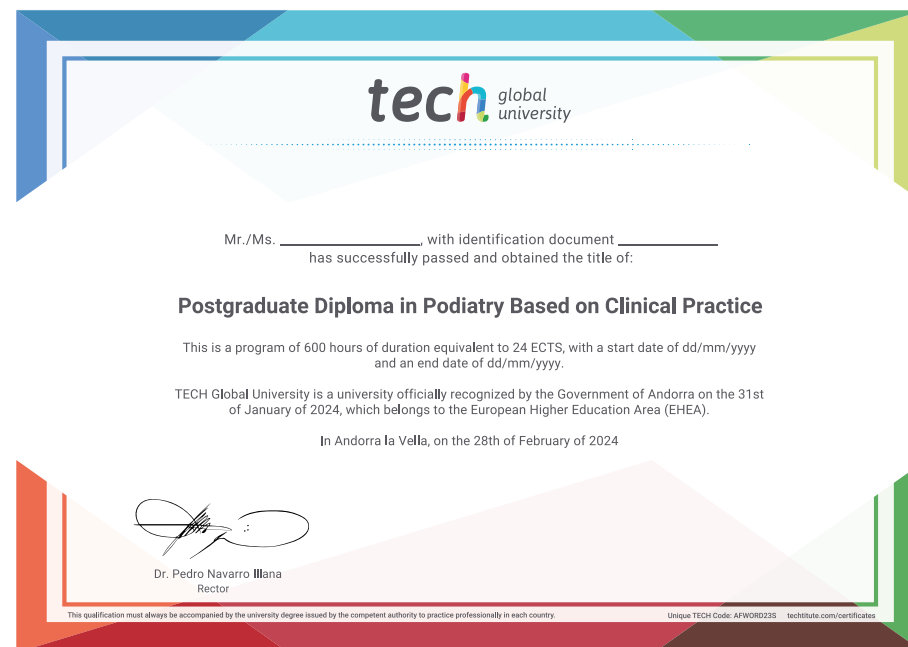 tech global
university
Mr./Ms. ____________, with identification document ____________
has successfully passed and obtained the title of:
Postgraduate Diploma in Podiatry Based on Clinical Practice
This is a program of 600 hours of duration equivalent to 24 ECTS, with a start date of dd/mm/yyyy
and an end date of dd/mm/yyyy.
TECH Global University is a university officially recognized by the Government of Andorra on the 31st
of January of 2024, which belongs to the European Higher Education Area (EHEA).
In Andorra la Vella, on the 28th of February of 2024
Dr. Pedro Navarro Illana
Rector
This qualification must always be accompanied by the university degree issued by the competent authority to practice professionally in each country.
Unique TECH Code: AFWORD23S techtitute.com/certificates